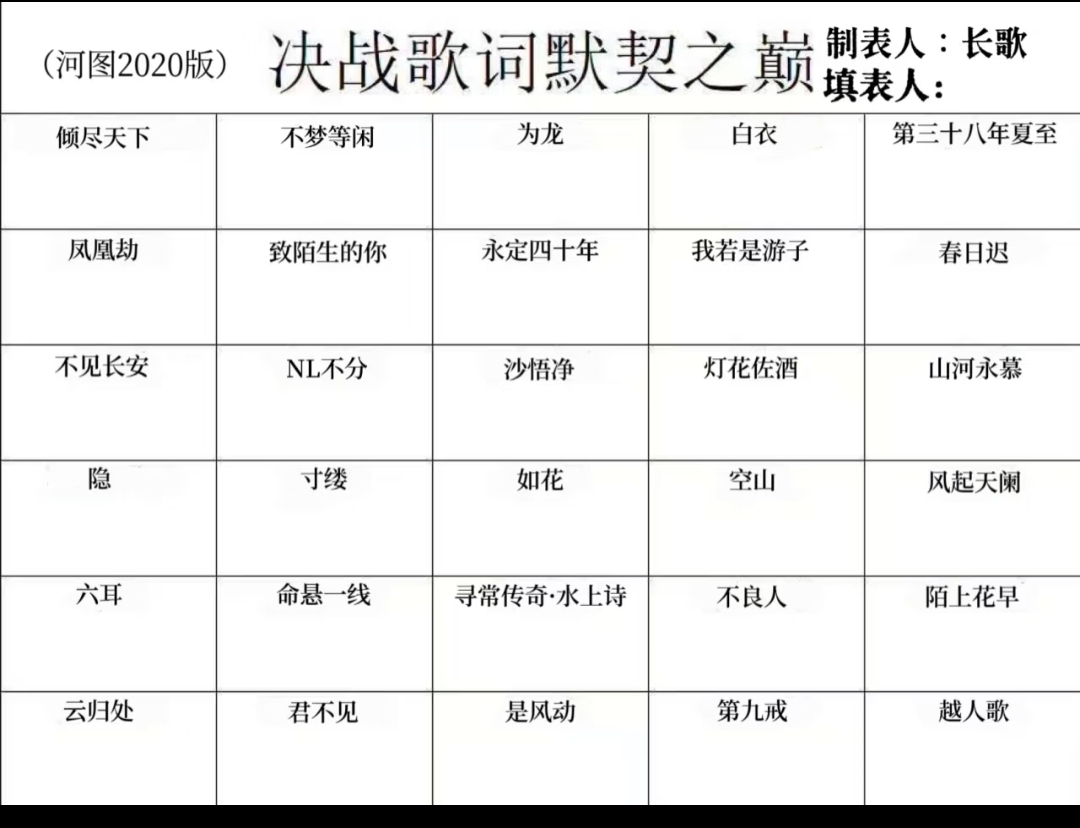 （河图2020版）
决战歌词默契之巅
制表人：长歌
填表人：
倾尽天下
不梦等闲
为龙
白衣
第三十八年夏至
凤凰劫
致陌生的你
永定四十年
我若是游子
春日迟
不见长安
NL不分
沙悟净
灯花佐酒
山河永慕
隐
寸缕
如花
空山
风起天阑
六耳
命悬一线
寻常传奇·水上诗
不良人
陌上花早
云归处
君不见
是风动
第九戒
越人歌